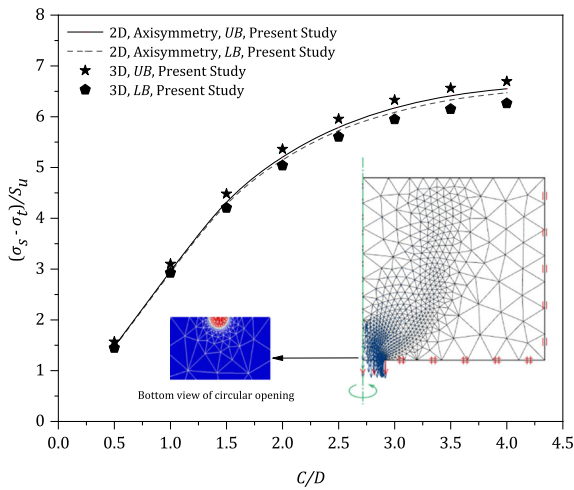 2D, Axisymmetry, UB, Present Study
2D, Axisymmetry, LB, Present Study
3D, UB, Present Study
3D, LB, Present Study
8
7
6
5
4
3
2
1
0
(σs - σt)/Su
Bottom view of circular opening
0.0 0.5 1.0 1.5 2.0 2.5 3.0 3.5 4.0 4.5
C/D